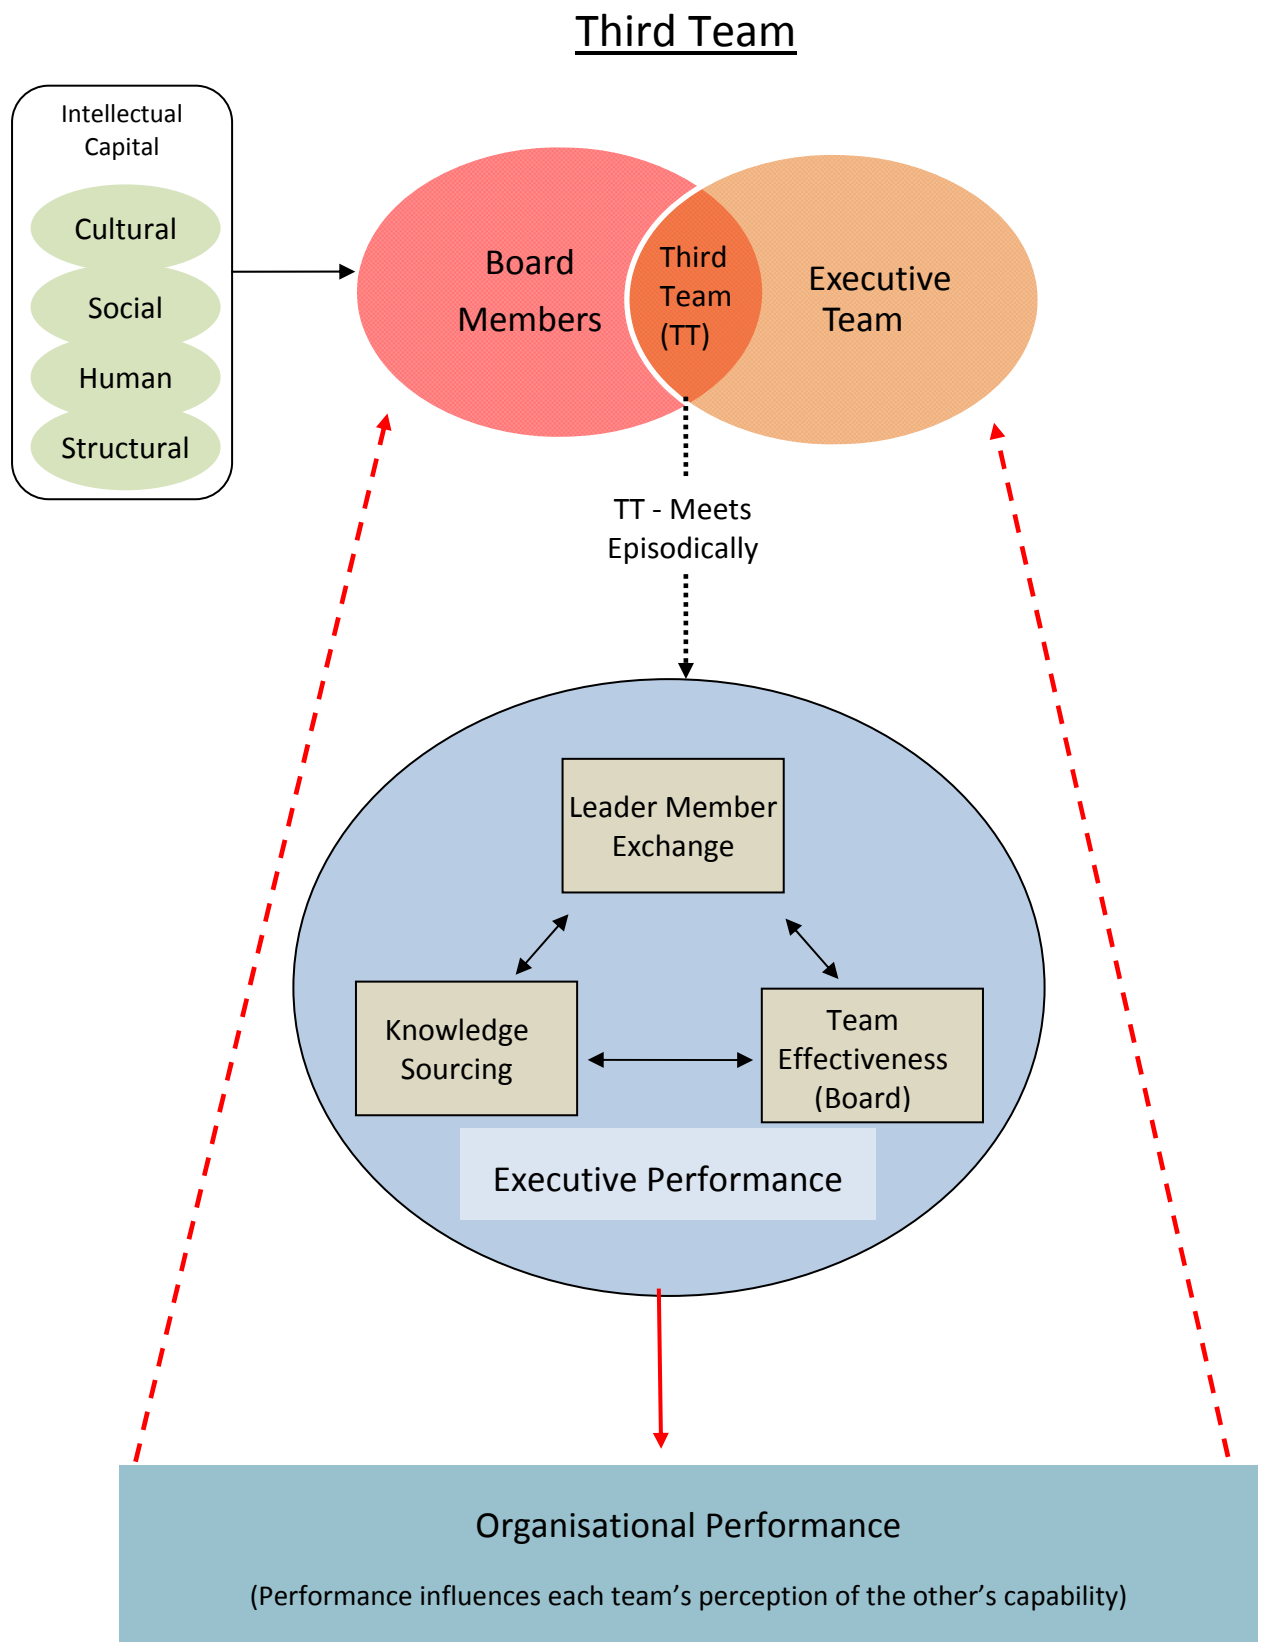 Third Team
Intellectual
Capital
Cultural
Social
Human
Structural
Board
Members
Third
Team
(TT)
Executive
Team
TT - Meets
Episodically
Leader Member
Exchange
Knowledge
Sourcing
Team
Effectiveness
(Board)
Executive Performance
Organisational Performance
(Performance influences each team’s perception of the other’s capability)